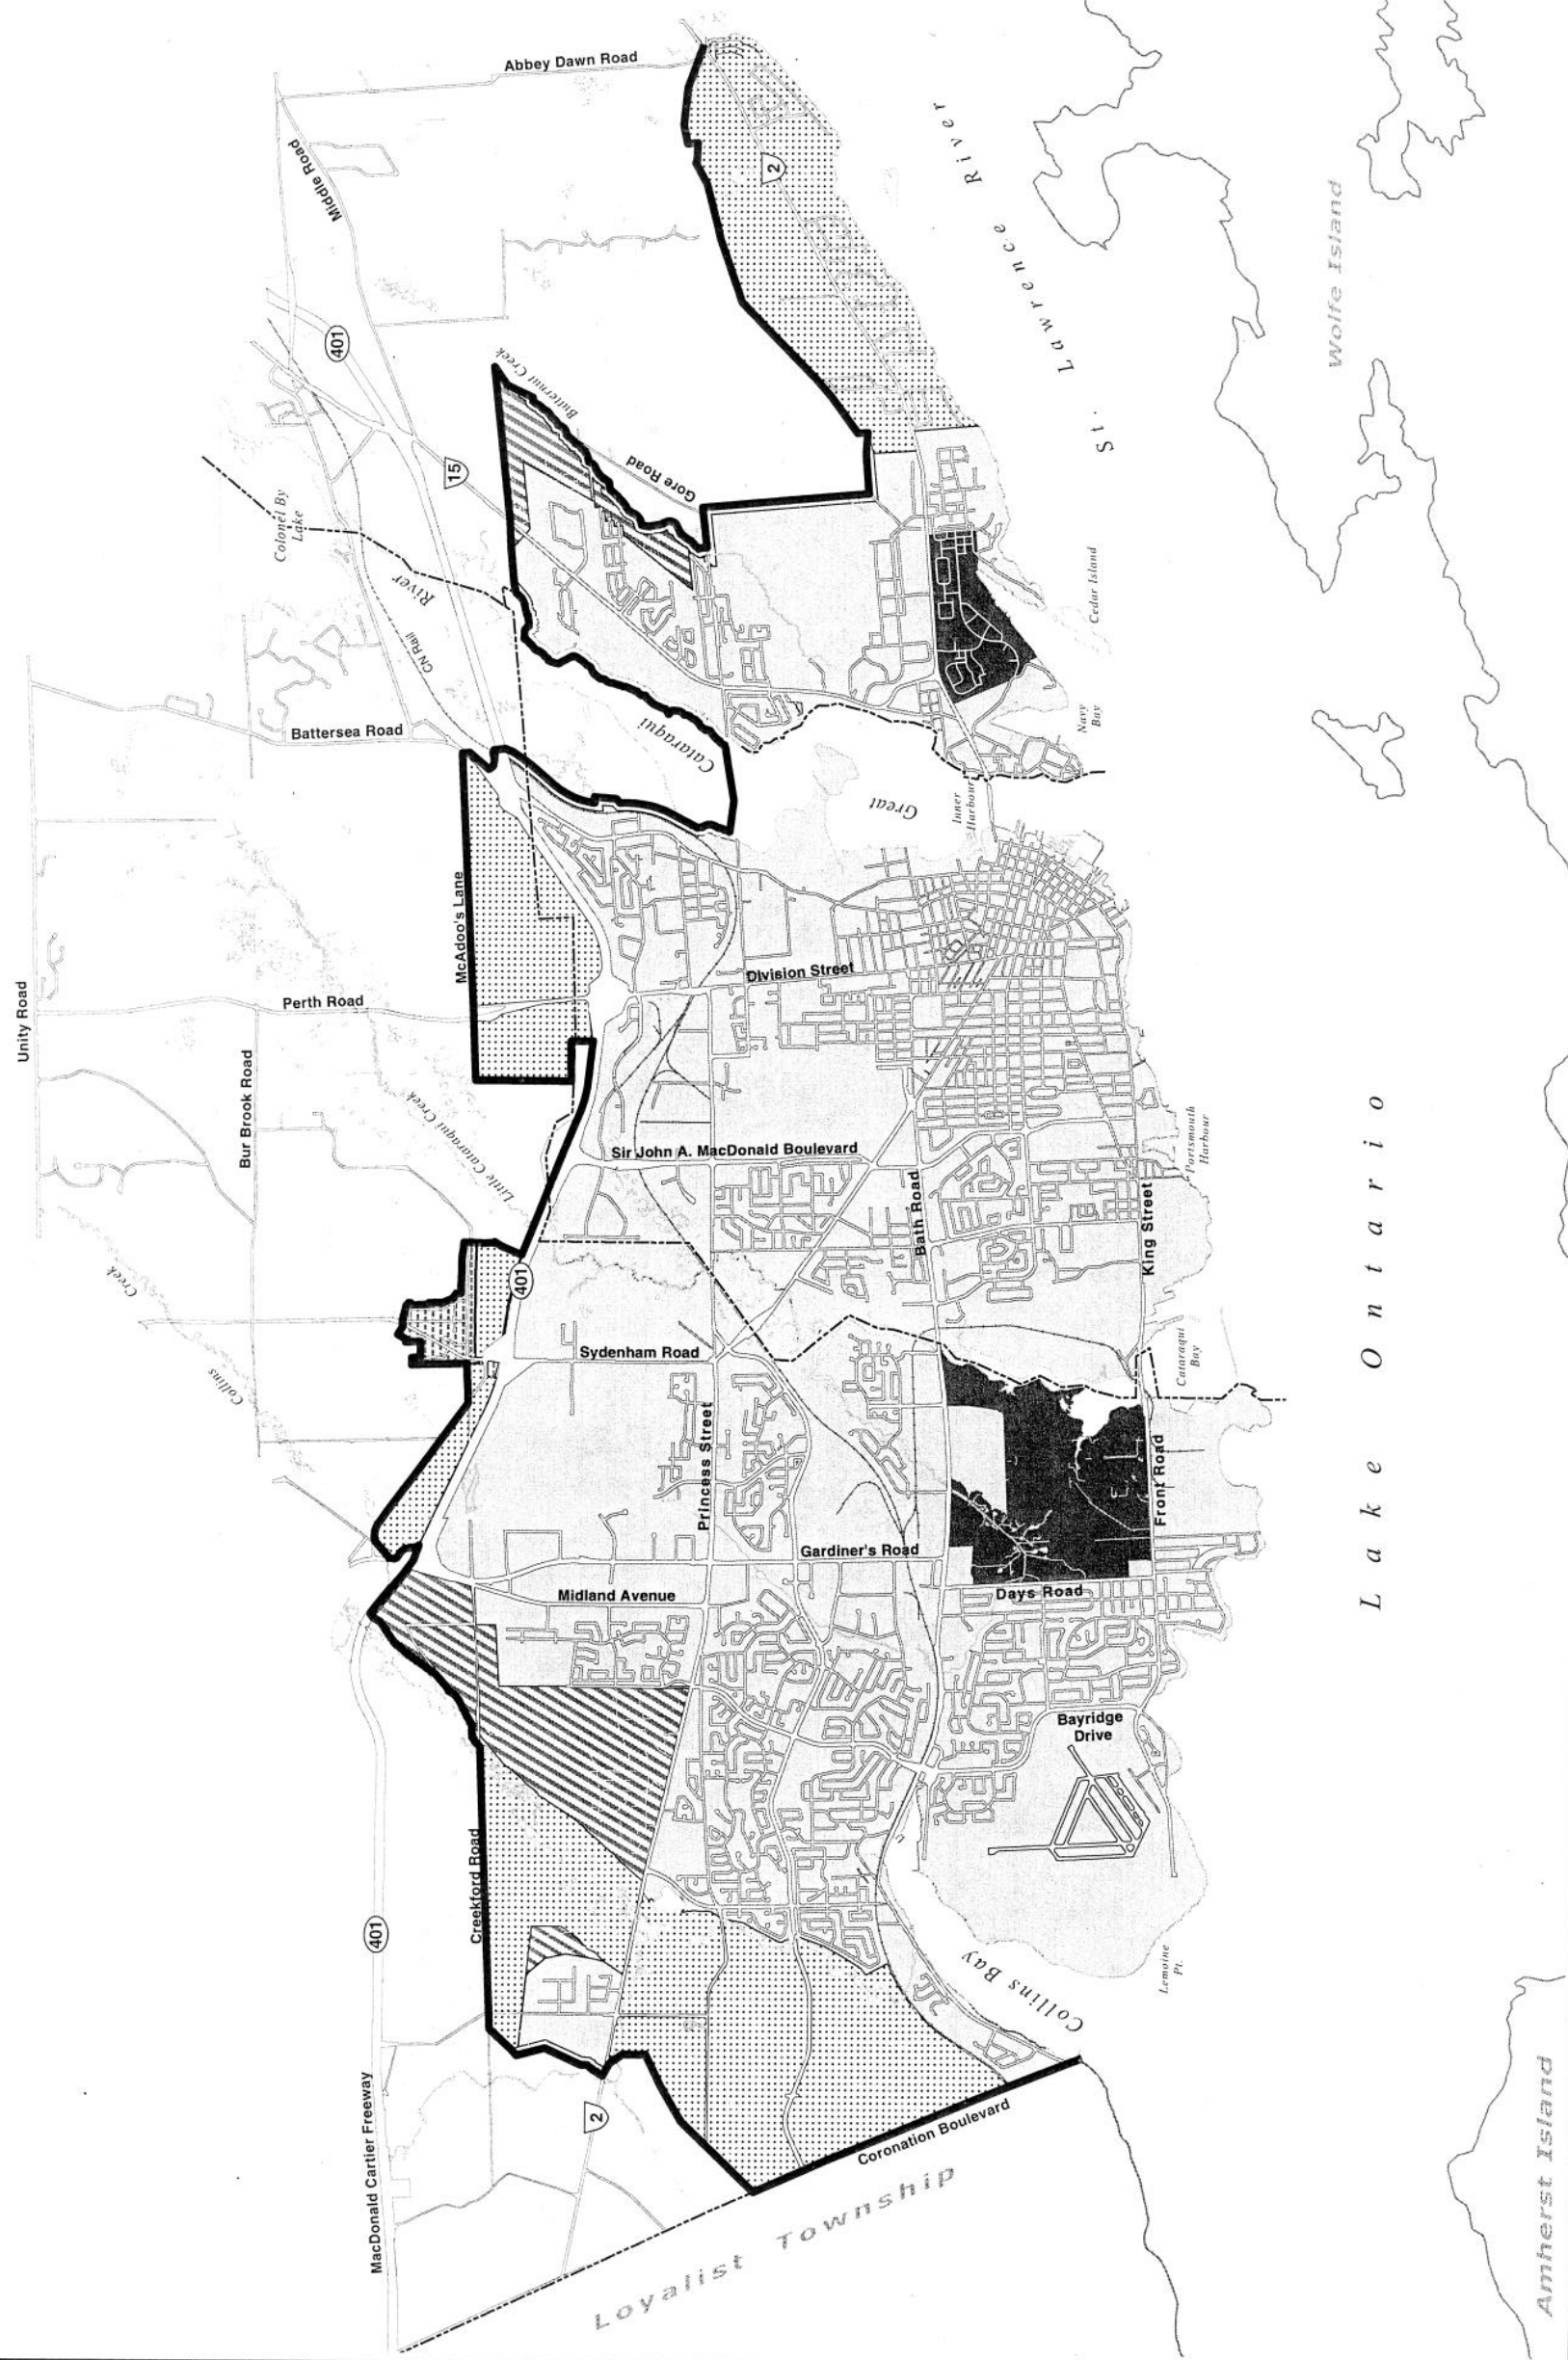 Unity Road
Abbey Dawn Road
Middle Road
401
15
2
Butternut Creek
Gore Road
Colonel By
Lake
River
CN Rail
Battersea Road
Cataraqui
Great
Inner
Harbour
Navy
Bay
Cedar Island
St. Lawrence River
Wolfe Island
McAdoo's Lane
Perth Road
Bur Brook Road
Division Street
Little Cataraqui Creek
Sir John A. MacDonald Boulevard
Bath Road
King Street
Portsmouth
Harbour
Collins
Creek
401
Sydenham Road
Princess Street
Cataraqui
Bay
Front Road
Gardiner's Road
Midland Avenue
Days Road
Bayridge
Drive
Lake Ontario
Creekford Road
401
MacDonald Cartier Freeway
2
Collins Bay
Lemoine
Pt.
Coronation Boulevard
Loyalist Township
Amherst Island